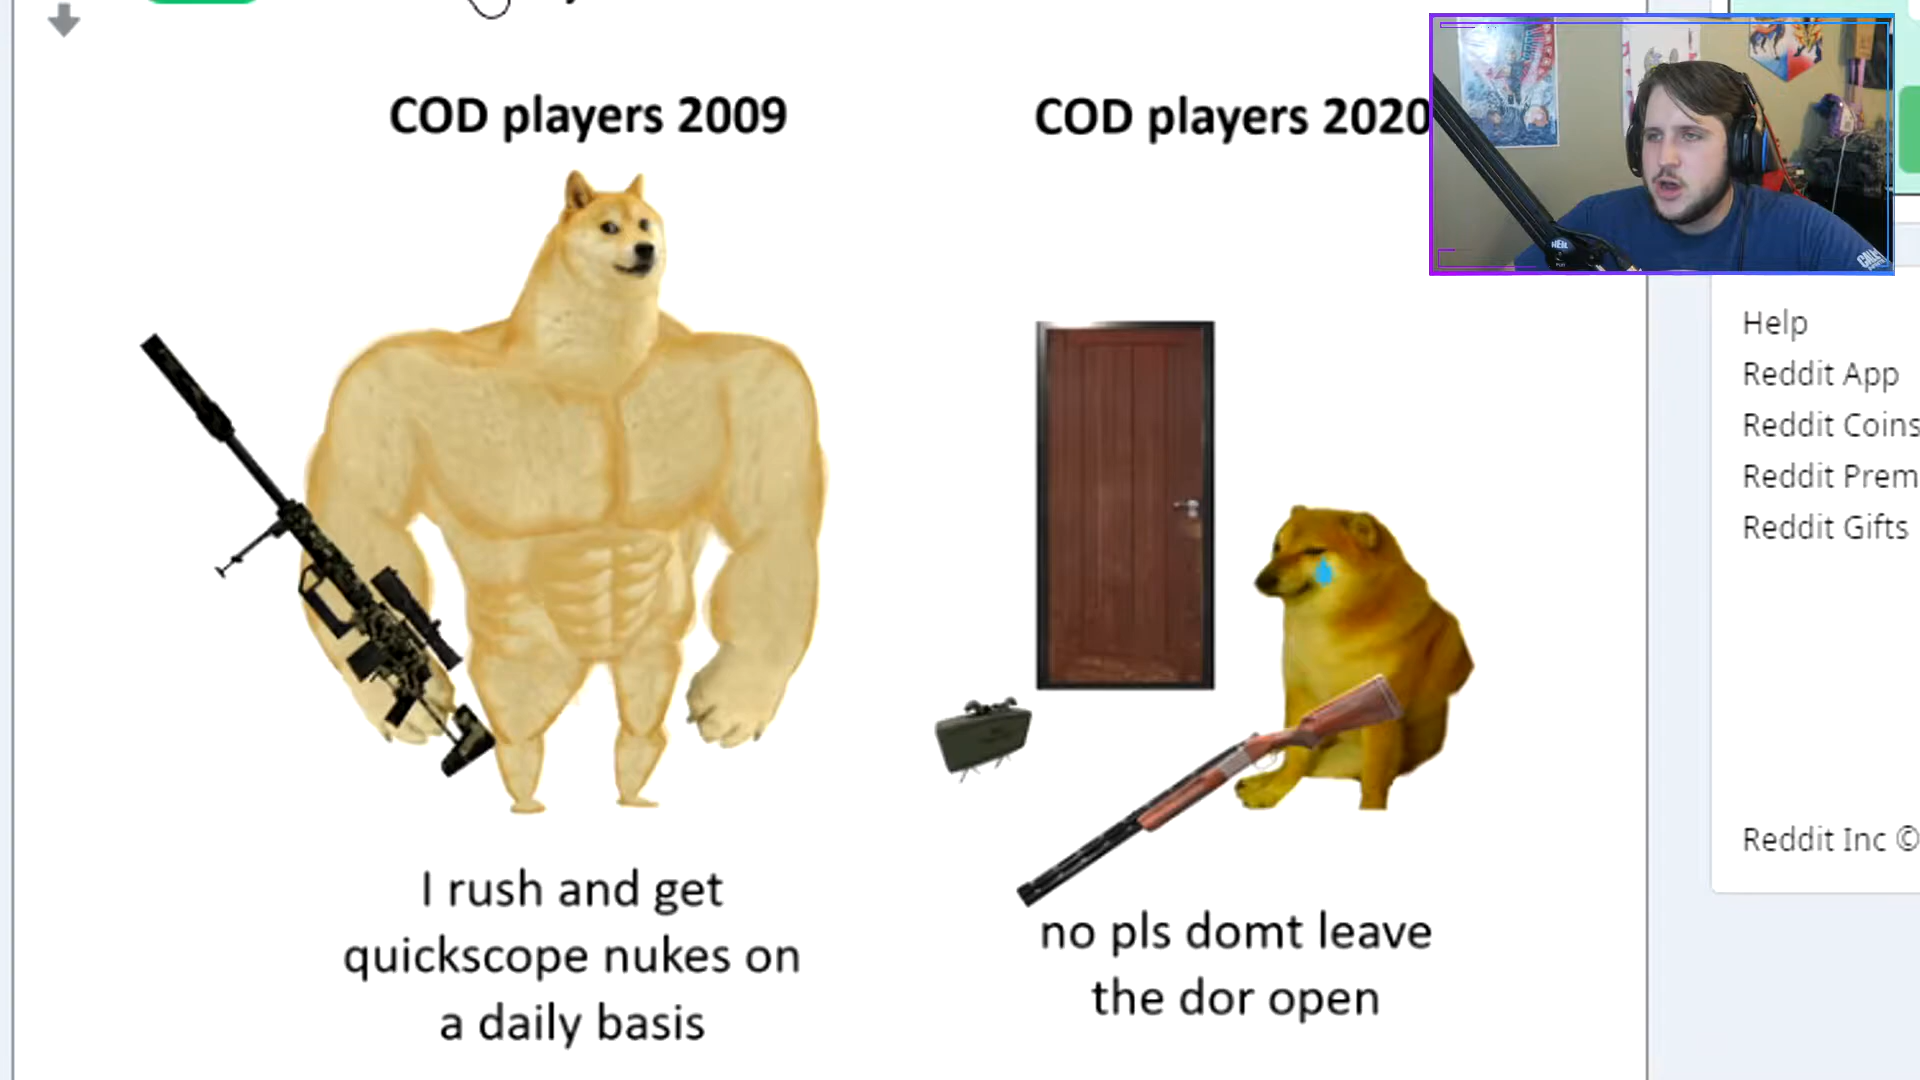 COD players 2009
COD players 2020
I rush and get
quickscope nukes on
a daily basis
no pls domt leave
the dor open
Help
Reddit App
Reddit Coins
Reddit Prem
Reddit Gifts
Reddit Inc ©